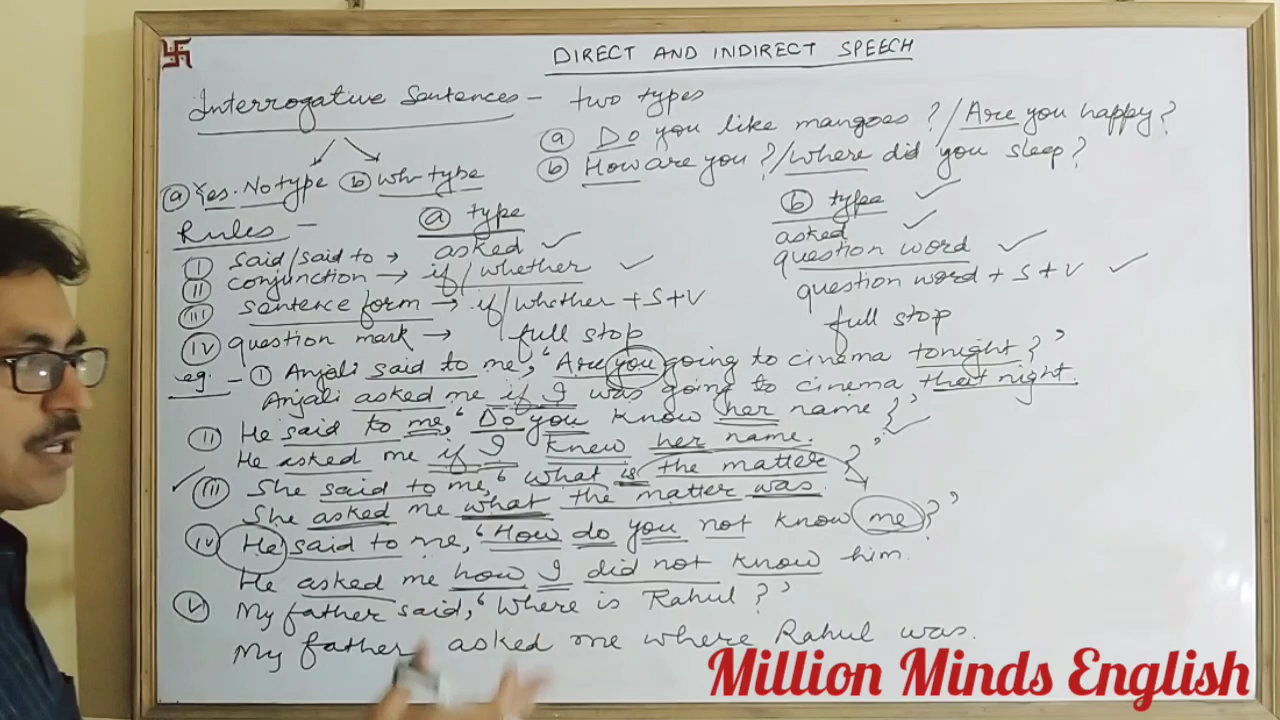 DIRECT AND INDIRECT SPEECH
Interrogative Sentences - two types
(a) Do you like mangoes ? / Are you happy ?
(b) How are you ? / Where did you sleep ?
(a) Yes-No type (b) Wh-type
Rules - (a) type (b) type ✓
(I) said/said to → asked ✓ asked ✓
(II) conjunction → if/whether ✓ question word ✓
(III) sentence form → if/whether + S + V question word + S + V ✓
(IV) question mark → full stop full stop
eg. - (I) Anjali said to me, 'Are you going to cinema tonight ?'
Anjali asked me if I was going to cinema that night.
(II) He said to me, 'Do you know her name ?'
He asked me if I knew her name.
(III) She said to me, 'What is the matter ?'
She asked me what the matter was.
(IV) He said to me, 'How do you not know me ?'
He asked me how I did not know him.
(V) My father said, 'Where is Rahul ?'
My father asked me where Rahul was.
Million Minds English